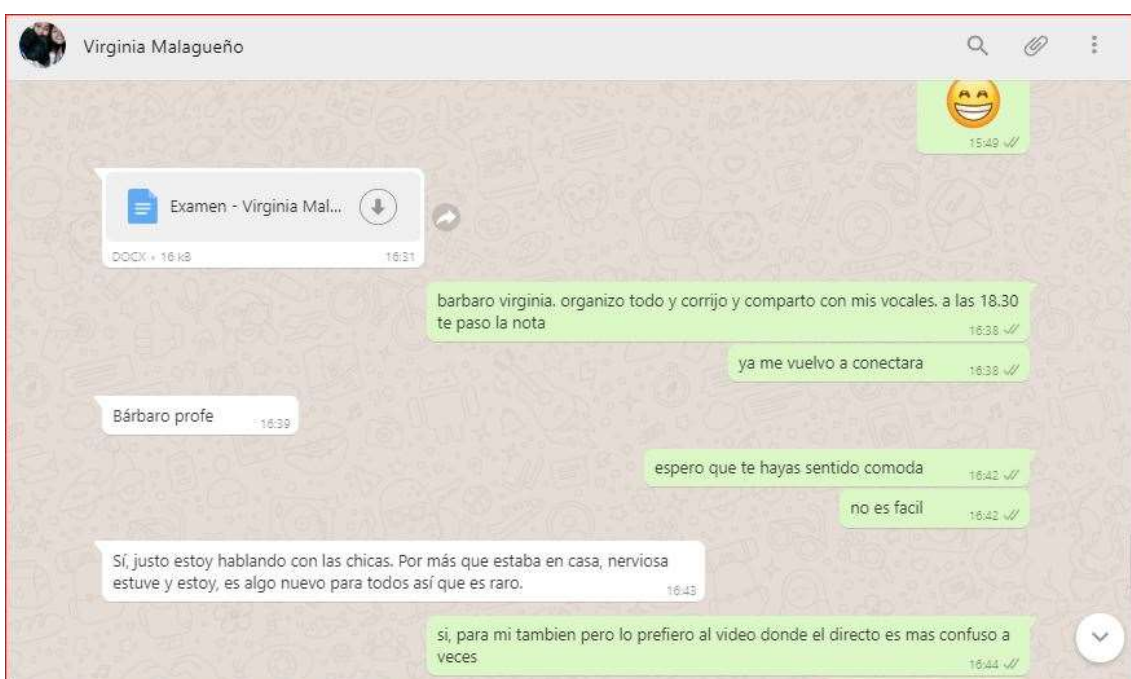 Virginia Malagueño
15:49
Examen - Virginia Mal...
DOCX • 16 kB 16:31
barbaro virginia. organizo todo y corrijo y comparto con mis vocales. a las 18.30
te paso la nota
16:38
ya me vuelvo a conectara 16:38
Bárbaro profe 16:39
espero que te hayas sentido comoda 16:42
no es facil 16:42
Sí, justo estoy hablando con las chicas. Por más que estaba en casa, nerviosa
estuve y estoy, es algo nuevo para todos así que es raro. 16:43
si, para mi tambien pero lo prefiero al video donde el directo es mas confuso a
veces 16:44